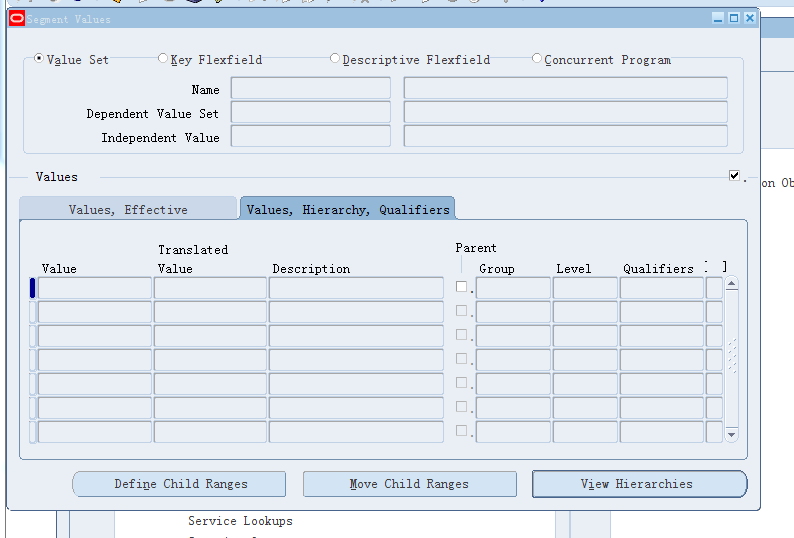 Segment Values
Value Set Key Flexfield Descriptive Flexfield Concurrent Program
Name
Dependent Value Set
Independent Value
Values
on Ob
Values, Effective Values, Hierarchy, Qualifiers
Translated Parent
Value Value Description Group Level Qualifiers [ ]
Define Child Ranges Move Child Ranges View Hierarchies
Service Lookups